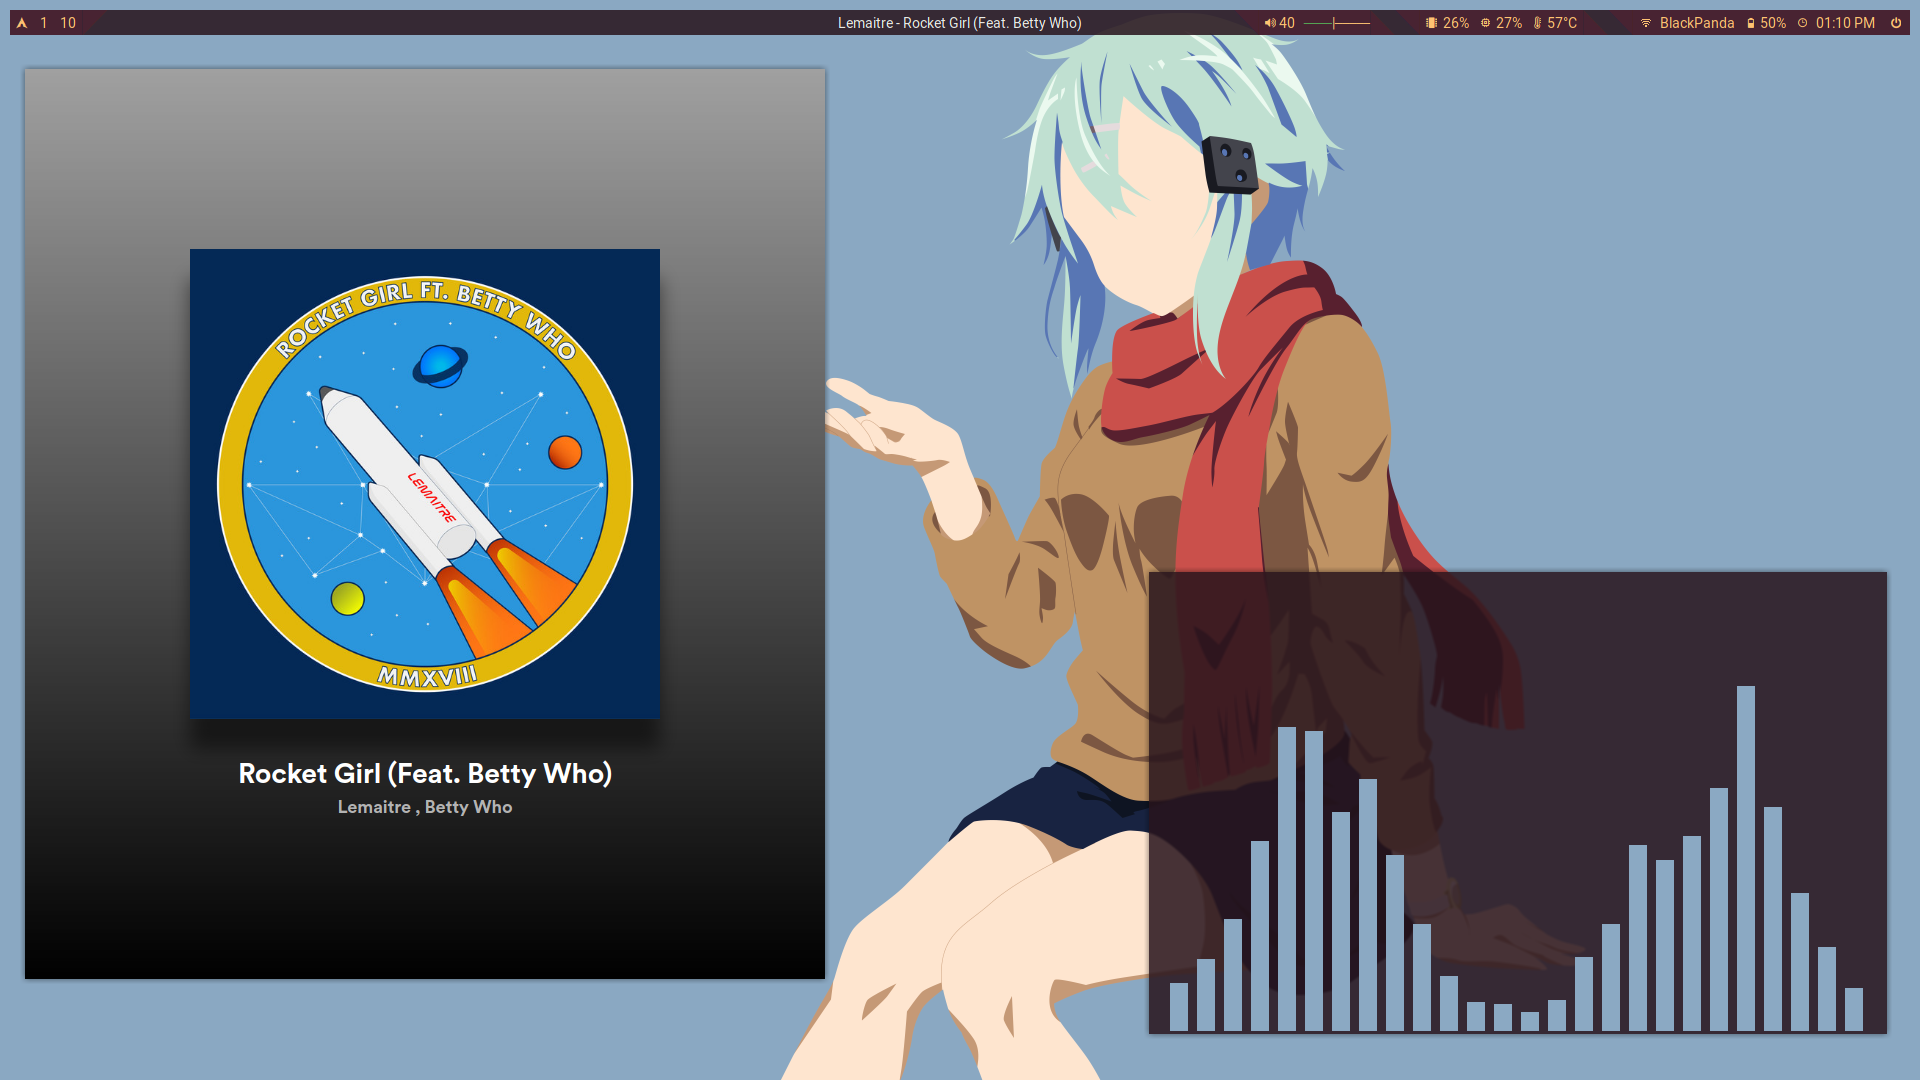 1 10
Lemaitre - Rocket Girl (Feat. Betty Who)
40
26% 27% 57°C
BlackPanda 50% 01:10 PM
ROCKET GIRL FT. BETTY WHO
LEMAITRE
MMXVIII
Rocket Girl (Feat. Betty Who)
Lemaitre , Betty Who